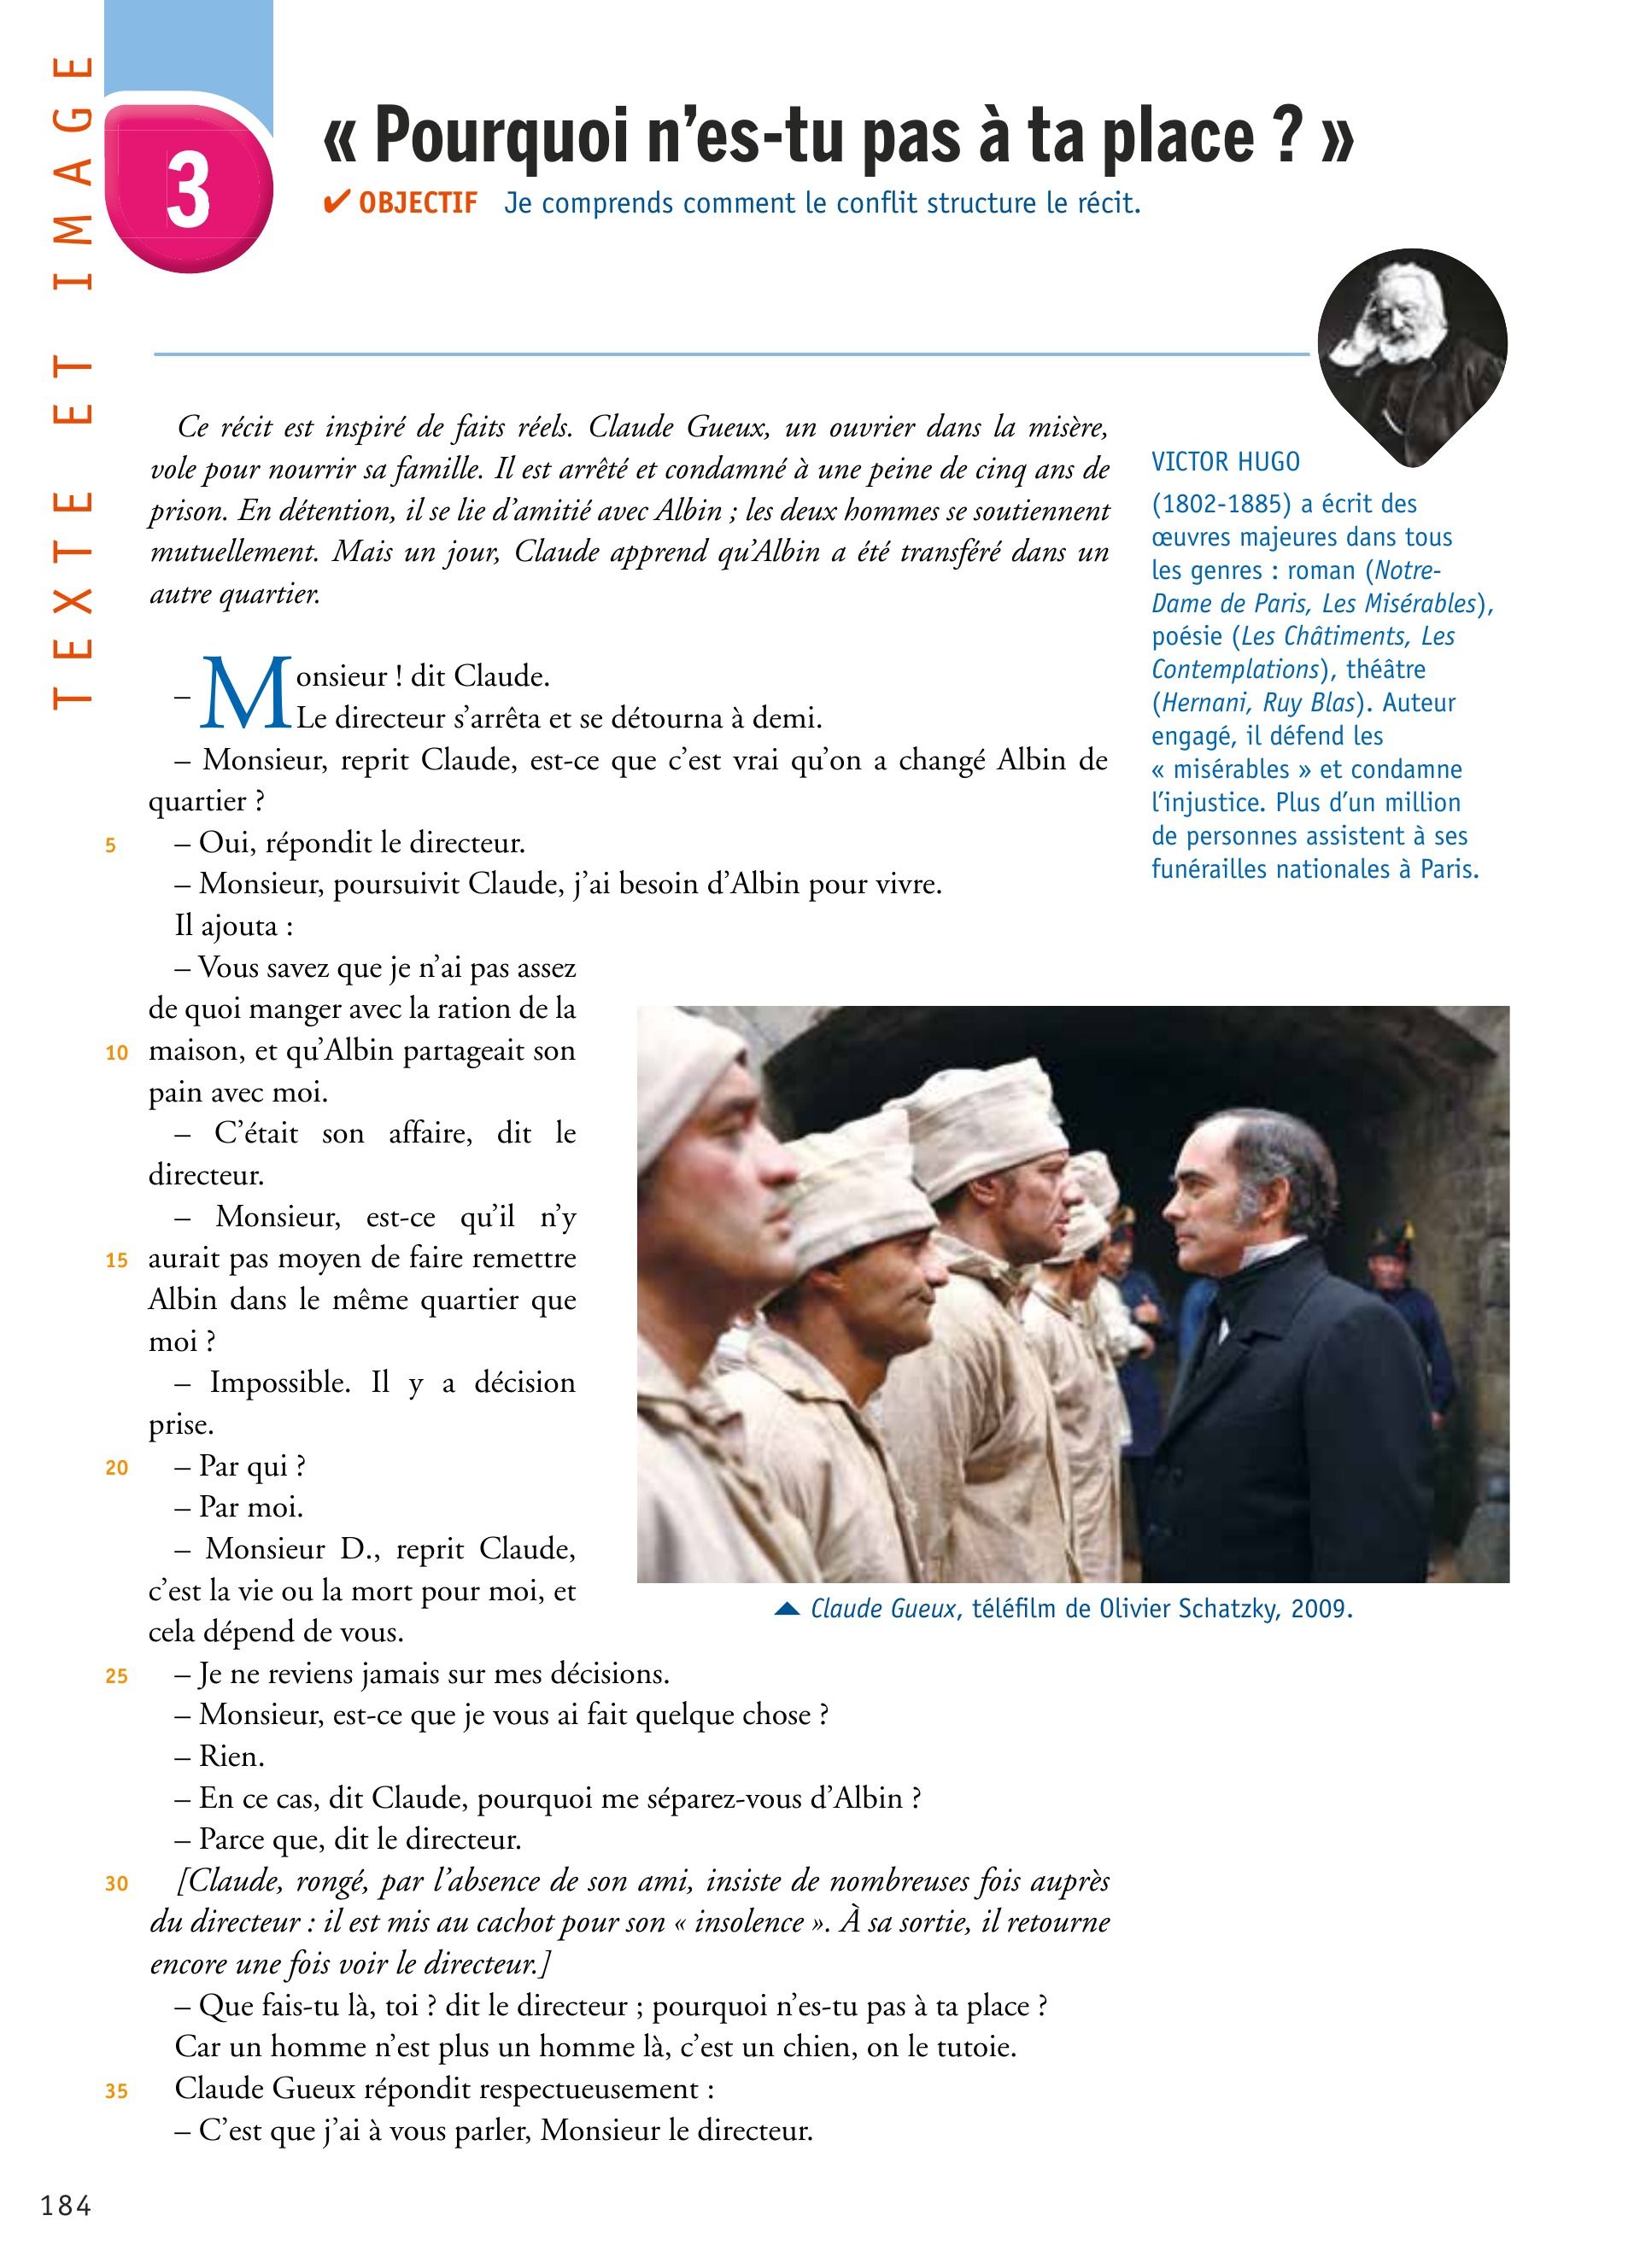 TEXTE ET IMAGE
3
« Pourquoi n’es-tu pas à ta place ? »
✔ OBJECTIF Je comprends comment le conflit structure le récit.
Ce récit est inspiré de faits réels. Claude Gueux, un ouvrier dans la misère,
vole pour nourrir sa famille. Il est arrêté et condamné à une peine de cinq ans de
prison. En détention, il se lie d’amitié avec Albin ; les deux hommes se soutiennent
mutuellement. Mais un jour, Claude apprend qu’Albin a été transféré dans un
autre quartier.
VICTOR HUGO
(1802-1885) a écrit des
œuvres majeures dans tous
les genres : roman (Notre-
Dame de Paris, Les Misérables),
poésie (Les Châtiments, Les
Contemplations), théâtre
(Hernani, Ruy Blas). Auteur
engagé, il défend les
« misérables » et condamne
l’injustice. Plus d’un million
de personnes assistent à ses
funérailles nationales à Paris.
– Monsieur ! dit Claude.
Le directeur s’arrêta et se détourna à demi.
– Monsieur, reprit Claude, est-ce que c’est vrai qu’on a changé Albin de
quartier ?
5 – Oui, répondit le directeur.
– Monsieur, poursuivit Claude, j’ai besoin d’Albin pour vivre.
Il ajouta :
– Vous savez que je n’ai pas assez
de quoi manger avec la ration de la
10 maison, et qu’Albin partageait son
pain avec moi.
– C’était son affaire, dit le
directeur.
– Monsieur, est-ce qu’il n’y
15 aurait pas moyen de faire remettre
Albin dans le même quartier que
moi ?
– Impossible. Il y a décision
prise.
20 – Par qui ?
– Par moi.
– Monsieur D., reprit Claude,
c’est la vie ou la mort pour moi, et
cela dépend de vous.
25 – Je ne reviens jamais sur mes décisions.
– Monsieur, est-ce que je vous ai fait quelque chose ?
– Rien.
– En ce cas, dit Claude, pourquoi me séparez-vous d’Albin ?
– Parce que, dit le directeur.
30 [Claude, rongé, par l’absence de son ami, insiste de nombreuses fois auprès
du directeur : il est mis au cachot pour son « insolence ». À sa sortie, il retourne
encore une fois voir le directeur.]
– Que fais-tu là, toi ? dit le directeur ; pourquoi n’es-tu pas à ta place ?
Car un homme n’est plus un homme là, c’est un chien, on le tutoie.
35 Claude Gueux répondit respectueusement :
– C’est que j’ai à vous parler, Monsieur le directeur.
▲ Claude Gueux, téléfilm de Olivier Schatzky, 2009.
184